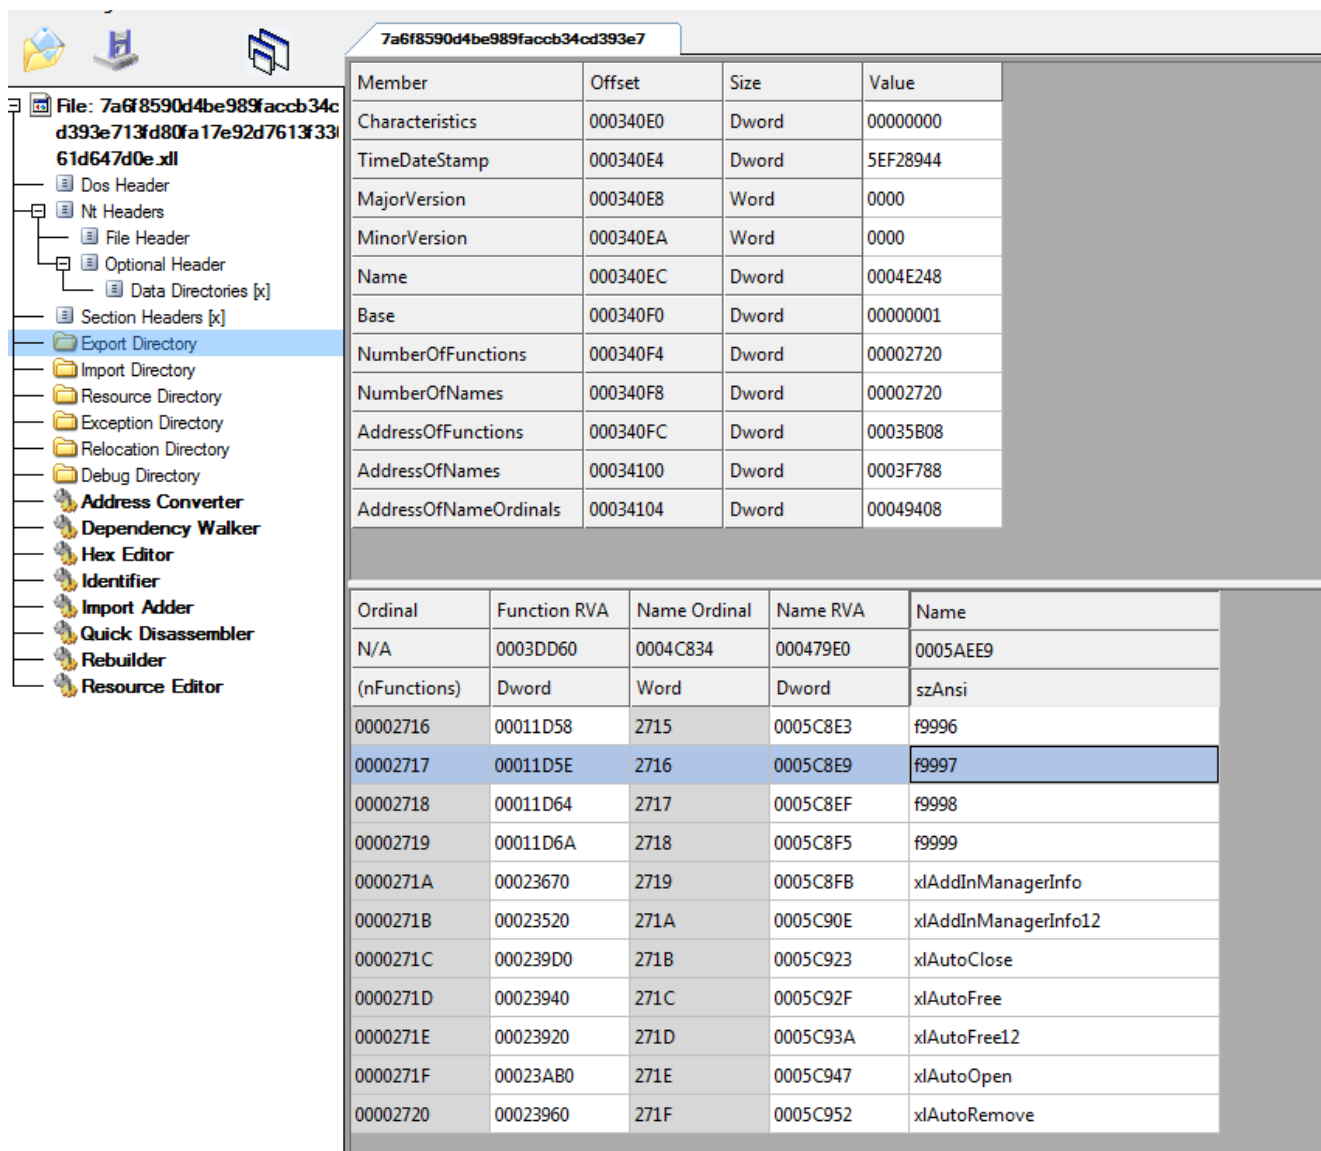 7a6f8590d4be989faccb34cd393e7
File: 7a6f8590d4be989faccb34c
d393e713fd80fa17e92d7613f330
61d647d0e.xll
Dos Header
Nt Headers
File Header
Optional Header
Data Directories [x]
Section Headers [x]
Export Directory
Import Directory
Resource Directory
Exception Directory
Relocation Directory
Debug Directory
Address Converter
Dependency Walker
Hex Editor
Identifier
Import Adder
Quick Disassembler
Rebuilder
Resource Editor
Member Offset Size Value
Characteristics 000340E0 Dword 00000000
TimeDateStamp 000340E4 Dword 5EF28944
MajorVersion 000340E8 Word 0000
MinorVersion 000340EA Word 0000
Name 000340EC Dword 0004E248
Base 000340F0 Dword 00000001
NumberOfFunctions 000340F4 Dword 00002720
NumberOfNames 000340F8 Dword 00002720
AddressOfFunctions 000340FC Dword 00035B08
AddressOfNames 00034100 Dword 0003F788
AddressOfNameOrdinals 00034104 Dword 00049408
Ordinal Function RVA Name Ordinal Name RVA Name
N/A 0003DD60 0004C834 000479E0 0005AEE9
(nFunctions) Dword Word Dword szAnsi
00002716 00011D58 2715 0005C8E3 f9996
00002717 00011D5E 2716 0005C8E9 f9997
00002718 00011D64 2717 0005C8EF f9998
00002719 00011D6A 2718 0005C8F5 f9999
0000271A 00023670 2719 0005C8FB xlAddInManagerInfo
0000271B 00023520 271A 0005C90E xlAddInManagerInfo12
0000271C 000239D0 271B 0005C923 xlAutoClose
0000271D 00023940 271C 0005C92F xlAutoFree
0000271E 00023920 271D 0005C93A xlAutoFree12
0000271F 00023AB0 271E 0005C947 xlAutoOpen
00002720 00023960 271F 0005C952 xlAutoRemove